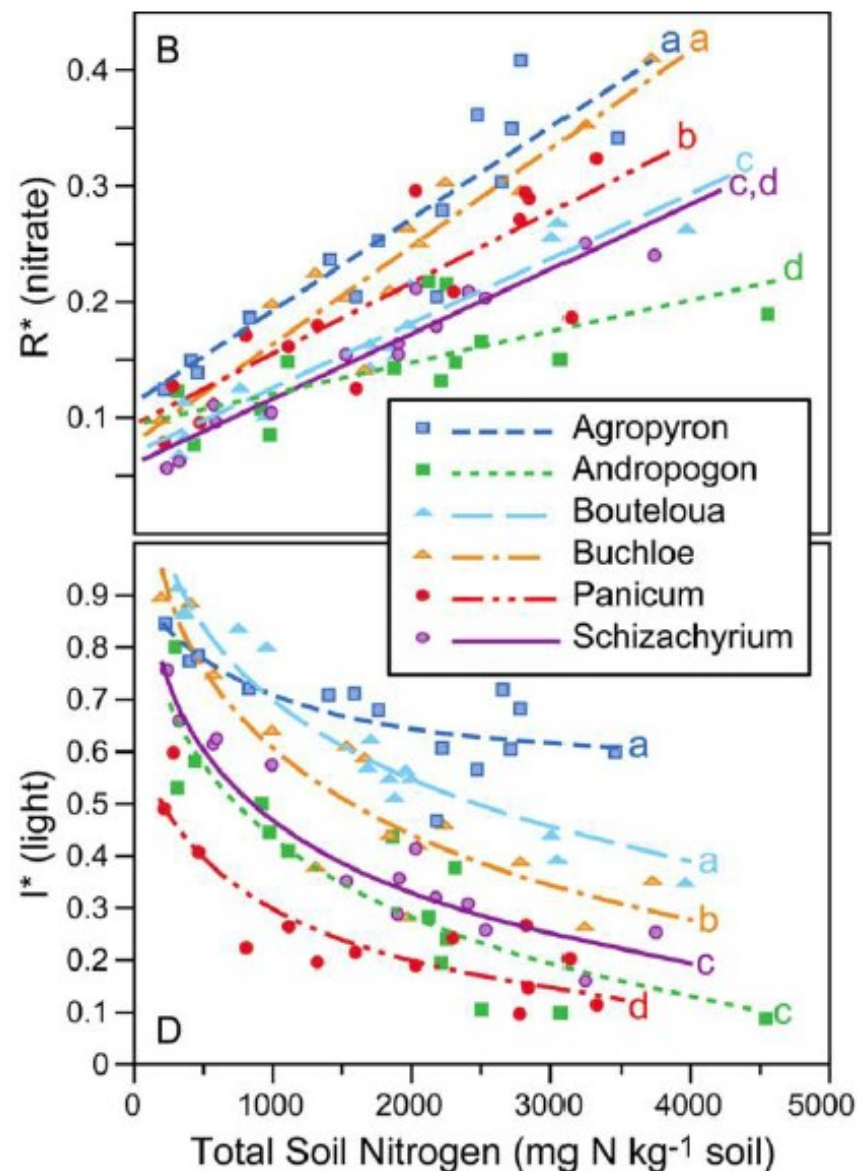 B
a a
b
c
c,d
d
R* (nitrate)
0.4
0.3
0.2
0.1
Agropyron
Andropogon
Bouteloua
Buchloe
Panicum
Schizachyrium
D
a
a
b
c
d
c
I* (light)
0.9
0.8
0.7
0.6
0.5
0.4
0.3
0.2
0.1
0
0 1000 2000 3000 4000 5000
Total Soil Nitrogen (mg N kg⁻¹ soil)